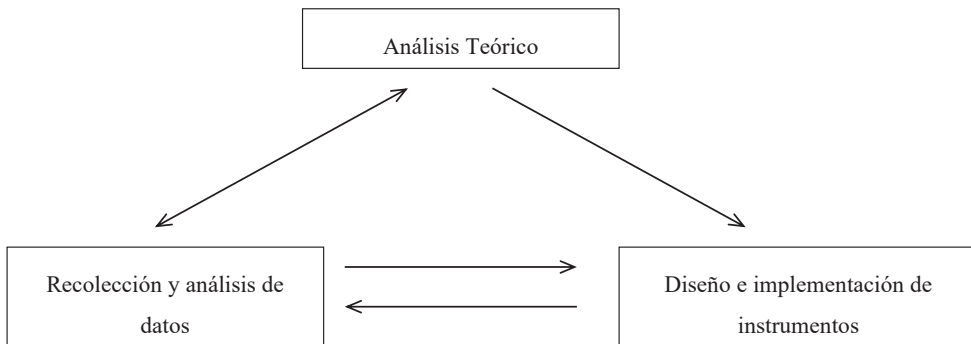 Análisis Teórico
Recolección y análisis de
datos
Diseño e implementación de
instrumentos